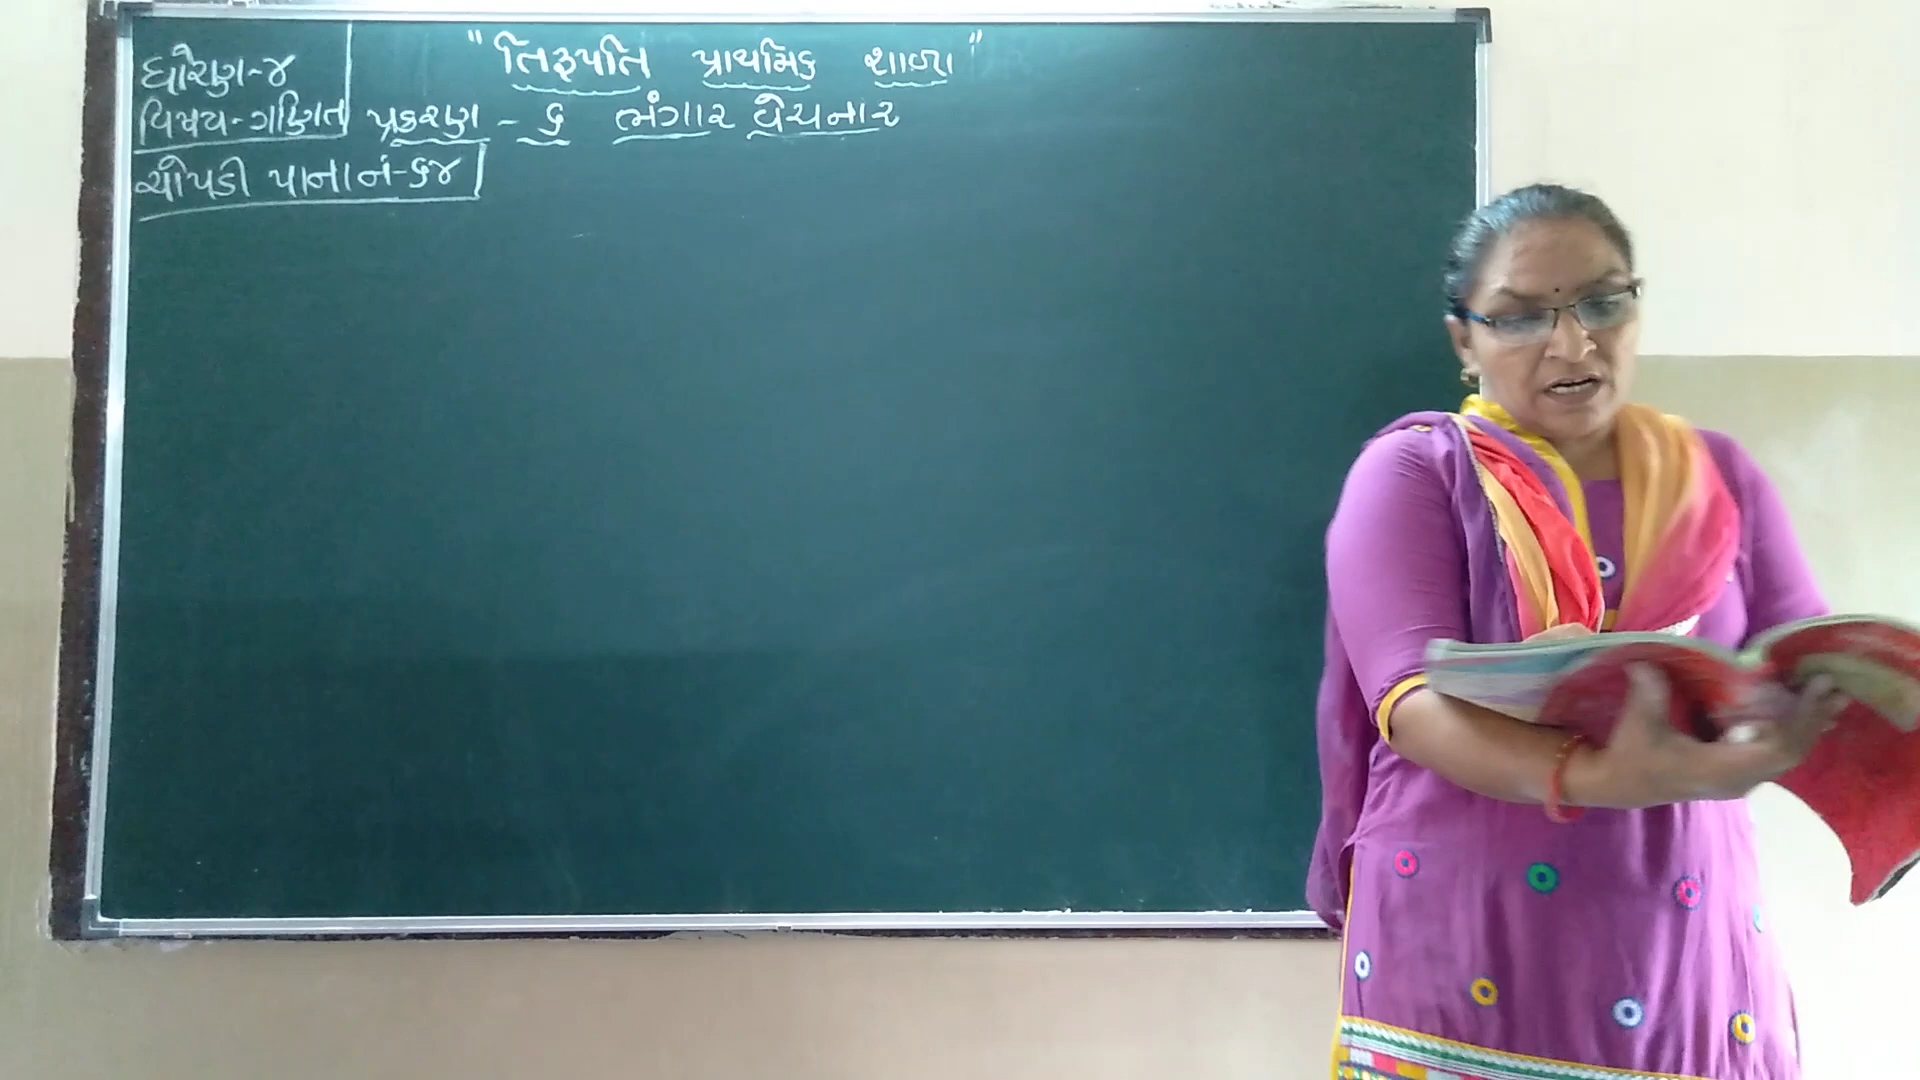 "તિરૂપતિ પ્રાથમિક શાળા"
ધોરણ-૪
વિષય-ગણિત
પ્રકરણ - ૬ ભંગાર વેચનાર
ચોપડી પાના નં-૬૪